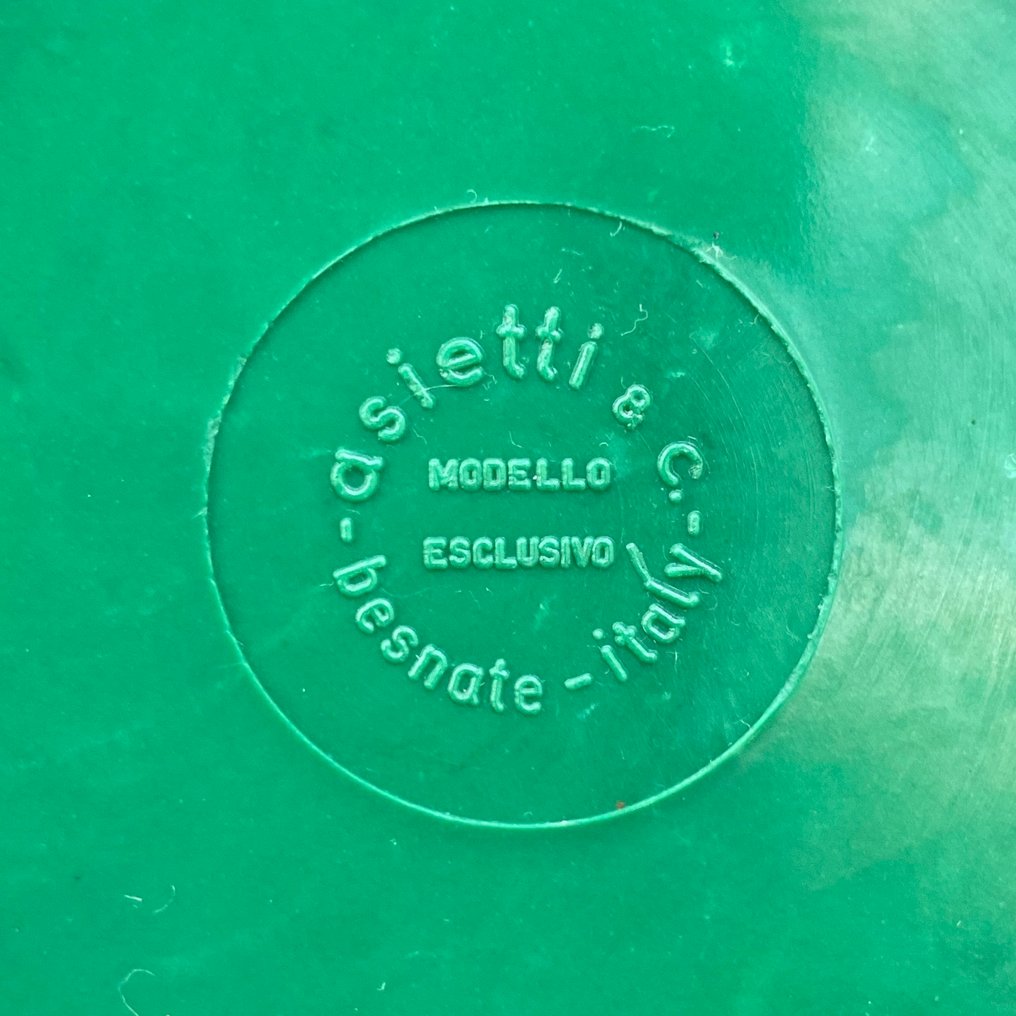 asietti & c.-
MODELLO
ESCLUSIVO
-besnate-italy